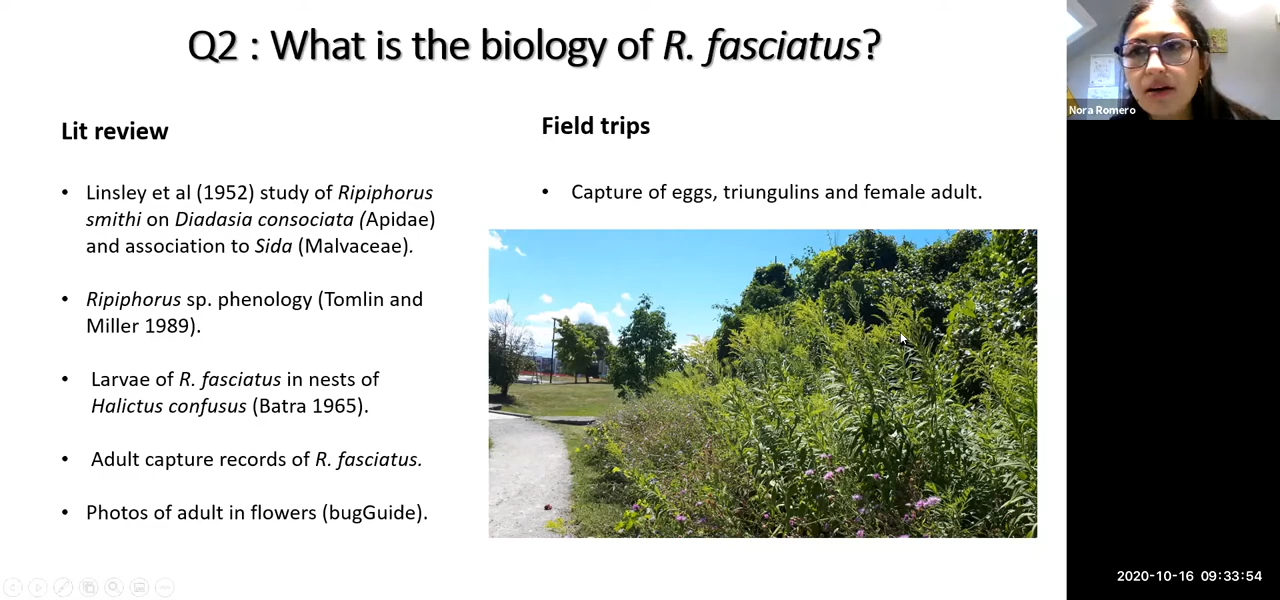 Q2 : What is the biology of R. fasciatus?
Lit review
• Linsley et al (1952) study of Ripiphorus
smithi on Diadasia consociata (Apidae)
and association to Sida (Malvaceae).
• Ripiphorus sp. phenology (Tomlin and
Miller 1989).
• Larvae of R. fasciatus in nests of
Halictus confusus (Batra 1965).
• Adult capture records of R. fasciatus.
• Photos of adult in flowers (bugGuide).
Field trips
• Capture of eggs, triungulins and female adult.
Nora Romero
2020-10-16 09:33:54